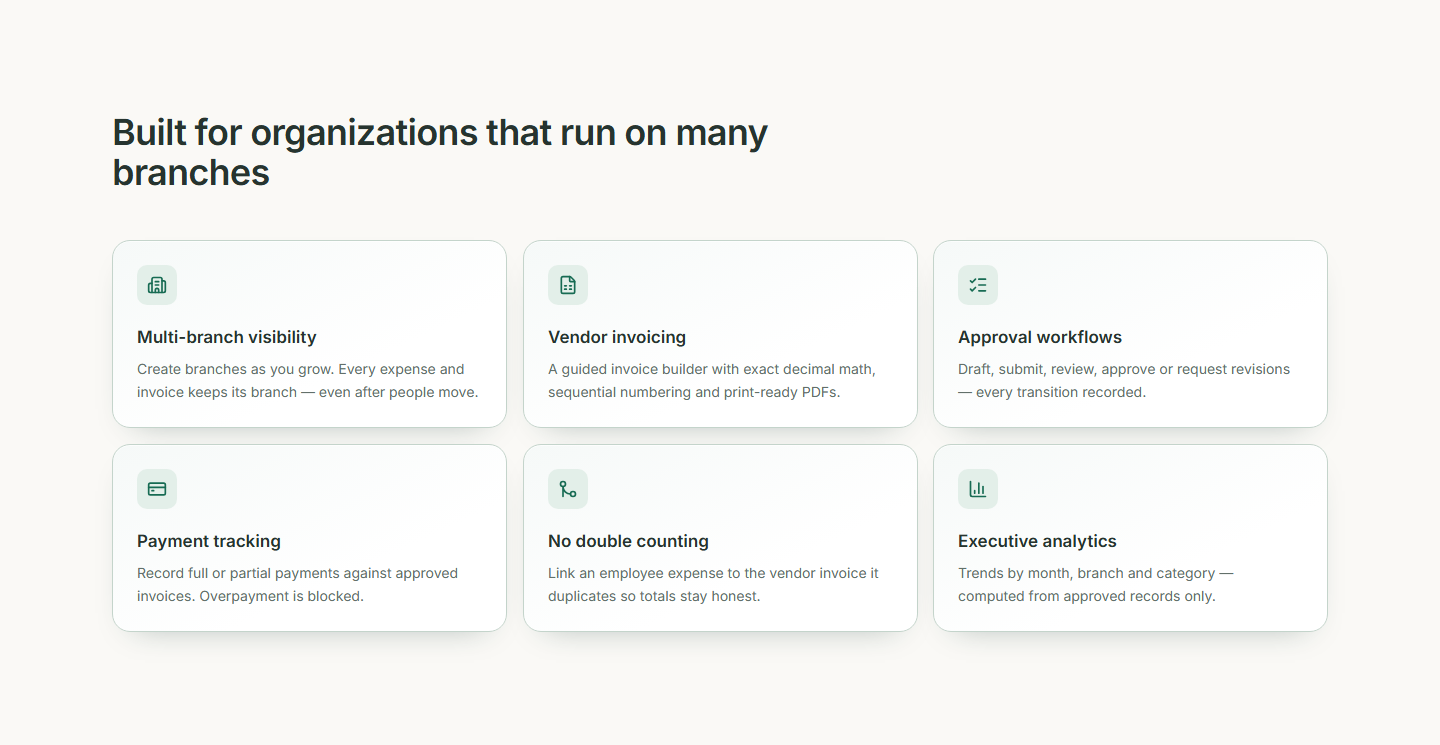 Built for organizations that run on many
branches
Multi-branch visibility
Create branches as you grow. Every expense and
invoice keeps its branch — even after people move.
Vendor invoicing
A guided invoice builder with exact decimal math,
sequential numbering and print-ready PDFs.
Approval workflows
Draft, submit, review, approve or request revisions
— every transition recorded.
Payment tracking
Record full or partial payments against approved
invoices. Overpayment is blocked.
No double counting
Link an employee expense to the vendor invoice it
duplicates so totals stay honest.
Executive analytics
Trends by month, branch and category —
computed from approved records only.